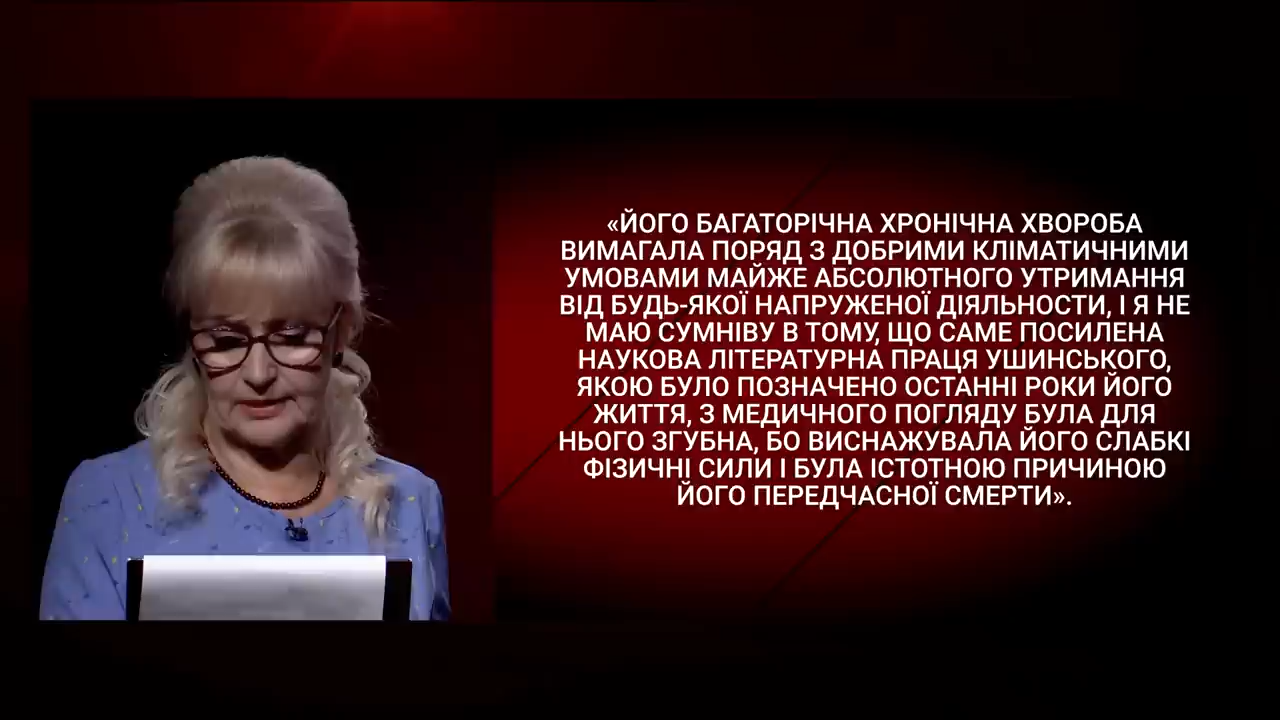 «ЙОГО БАГАТОРІЧНА ХРОНІЧНА ХВОРОБА
ВИМАГАЛА ПОРЯД З ДОБРИМИ КЛІМАТИЧНИМИ
УМОВАМИ МАЙЖЕ АБСОЛЮТНОГО УТРИМАННЯ
ВІД БУДЬ-ЯКОЇ НАПРУЖЕНОЇ ДІЯЛЬНОСТИ, І Я НЕ
МАЮ СУМНІВУ В ТОМУ, ЩО САМЕ ПОСИЛЕНА
НАУКОВА ЛІТЕРАТУРНА ПРАЦЯ УШИНСЬКОГО,
ЯКОЮ БУЛО ПОЗНАЧЕНО ОСТАННІ РОКИ ЙОГО
ЖИТТЯ, З МЕДИЧНОГО ПОГЛЯДУ БУЛА ДЛЯ
НЬОГО ЗГУБНА, БО ВИСНАЖУВАЛА ЙОГО СЛАБКІ
ФІЗИЧНІ СИЛИ І БУЛА ІСТОТНОЮ ПРИЧИНОЮ
ЙОГО ПЕРЕДЧАСНОЇ СМЕРТИ».